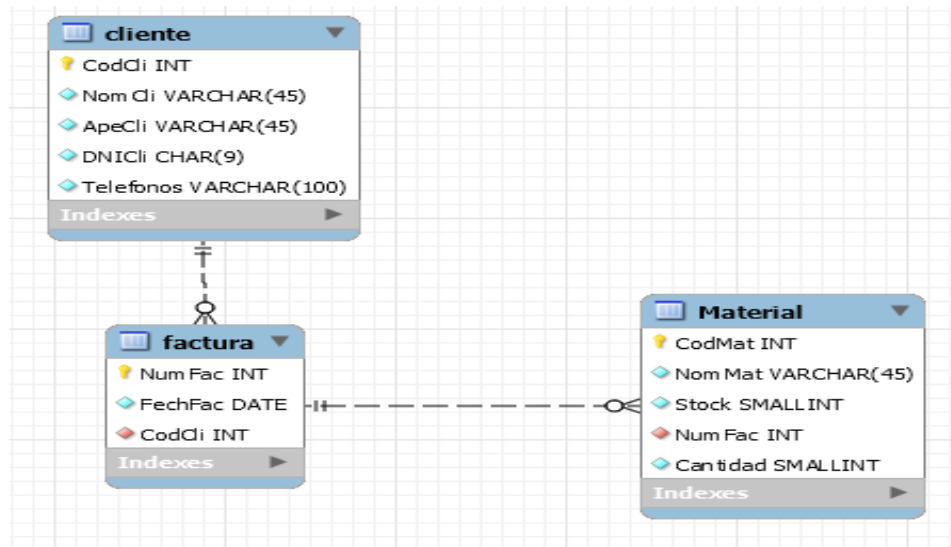 cliente
CodCli INT
NomCli VARCHAR(45)
ApeCli VARCHAR(45)
DNICli CHAR(9)
Telefonos VARCHAR(100)
Indexes
factura
NumFac INT
FechFac DATE
CodCli INT
Indexes
Material
CodMat INT
NomMat VARCHAR(45)
Stock SMALLINT
NumFac INT
Cantidad SMALLINT
Indexes